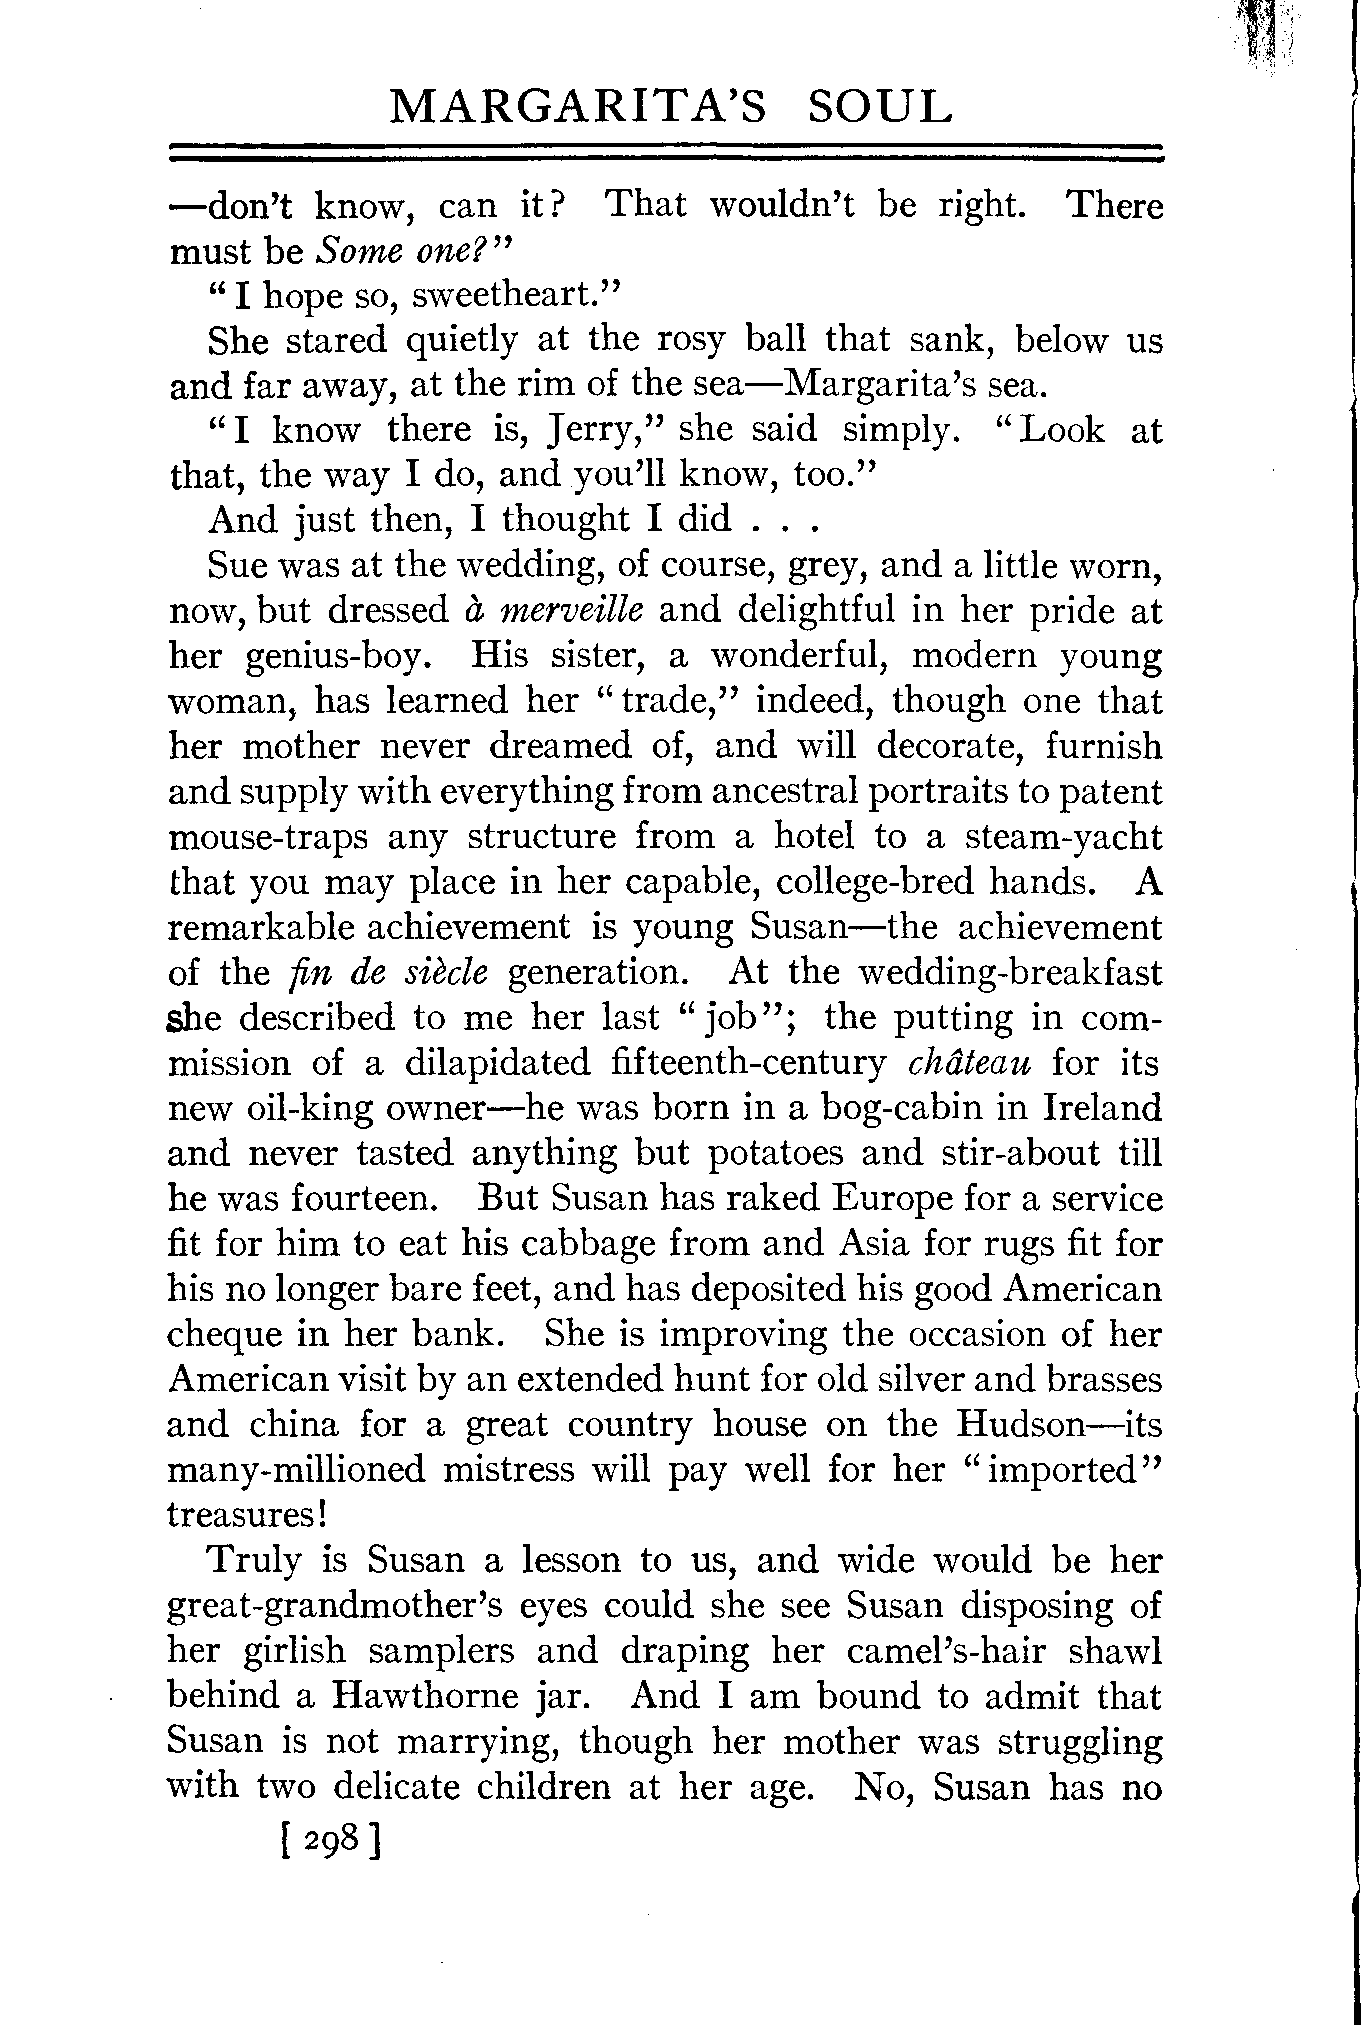 MARGARITA'S SOUL
—don't know, can it? That wouldn't be right. There
must be Some one?"
"I hope so, sweetheart."
She stared quietly at the rosy ball that sank, below us
and far away, at the rim of the sea—Margarita's sea.
"I know there is, Jerry," she said simply. "Look at
that, the way I do, and you'll know, too."
And just then, I thought I did . . .
Sue was at the wedding, of course, grey, and a little worn,
now, but dressed à merveille and delightful in her pride at
her genius-boy. His sister, a wonderful, modern young
woman, has learned her "trade," indeed, though one that
her mother never dreamed of, and will decorate, furnish
and supply with everything from ancestral portraits to patent
mouse-traps any structure from a hotel to a steam-yacht
that you may place in her capable, college-bred hands. A
remarkable achievement is young Susan—the achievement
of the fin de siècle generation. At the wedding-breakfast
she described to me her last "job"; the putting in com-
mission of a dilapidated fifteenth-century château for its
new oil-king owner—he was born in a bog-cabin in Ireland
and never tasted anything but potatoes and stir-about till
he was fourteen. But Susan has raked Europe for a service
fit for him to eat his cabbage from and Asia for rugs fit for
his no longer bare feet, and has deposited his good American
cheque in her bank. She is improving the occasion of her
American visit by an extended hunt for old silver and brasses
and china for a great country house on the Hudson—its
many-millioned mistress will pay well for her "imported"
treasures!
Truly is Susan a lesson to us, and wide would be her
great-grandmother's eyes could she see Susan disposing of
her girlish samplers and draping her camel's-hair shawl
behind a Hawthorne jar. And I am bound to admit that
Susan is not marrying, though her mother was struggling
with two delicate children at her age. No, Susan has no
[ 298 ]